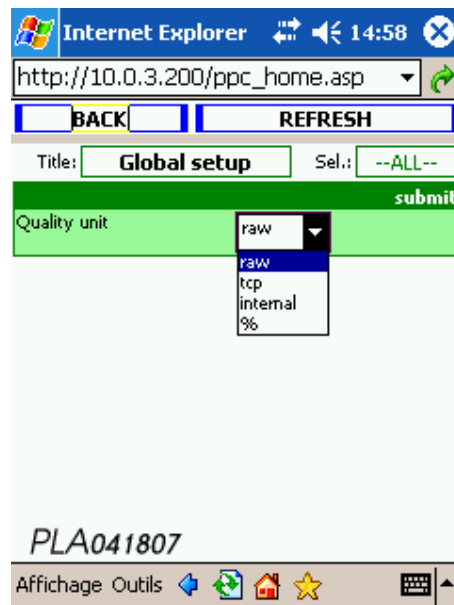 Internet Explorer 14:58
http://10.0.3.200/ppc_home.asp
BACK REFRESH
Title: Global setup Sel.: --ALL--
submit
Quality unit raw
raw
tcp
internal
%
PLA041807
Affichage Outils